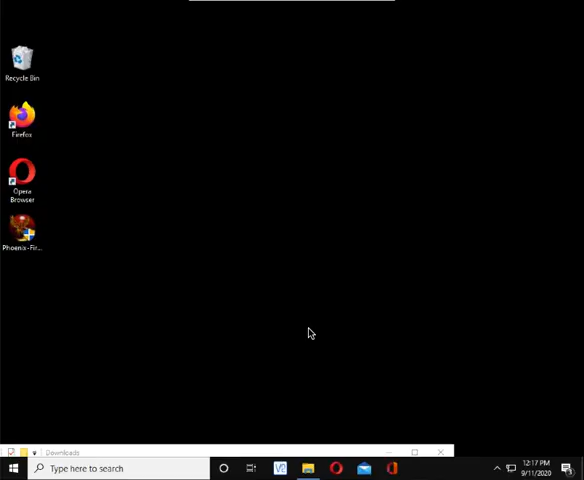 Recycle Bin
Firefox
Opera
Browser
Phoenix-Fir...
Downloads
Type here to search
12:17 PM
9/11/2020